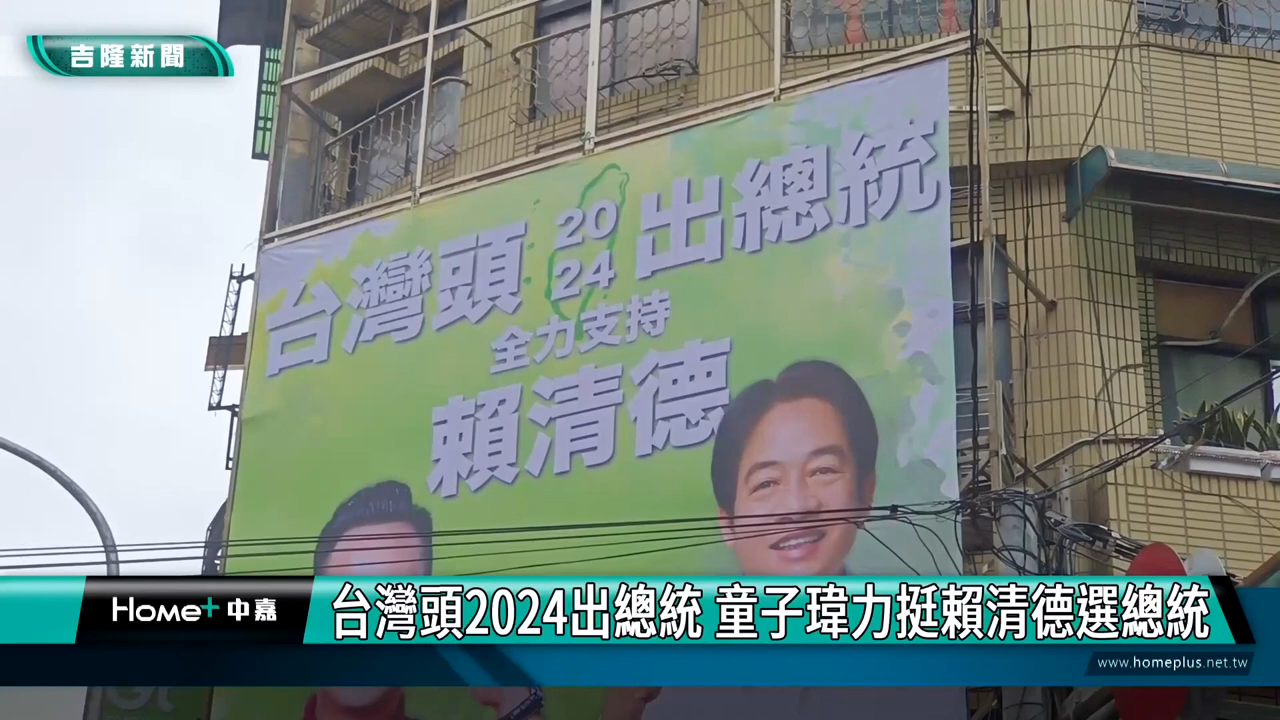 吉隆新聞
台灣頭 2024 出總統
全力支持
賴清德
Home+中嘉
台灣頭2024出總統 童子瑋力挺賴清德選總統
www.homeplus.net.tw